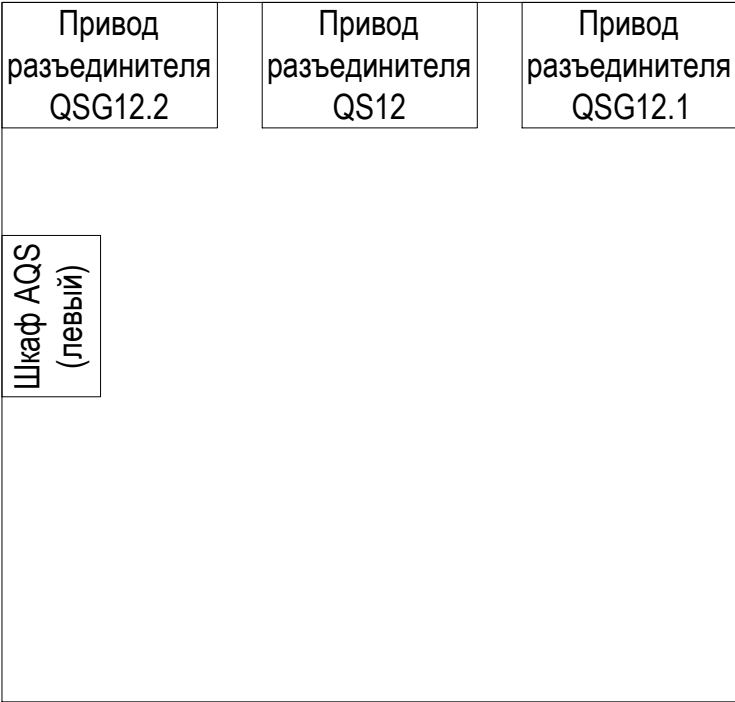 Привод
разъединителя
QSG12.2
Привод
разъединителя
QS12
Привод
разъединителя
QSG12.1
Шкаф AQS
(левый)